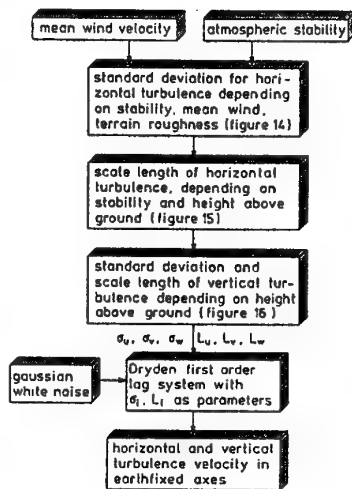 mean wind velocity
atmospheric stability
standard deviation for hori-
zontal turbulence depending
on stability, mean wind,
terrain roughness (figure 14)
scale length of horizontal
turbulence, depending on
stability and height above
ground (figure 15)
standard deviation and
scale length of vertical tur-
bulence depending on height
above ground (figure 16)
σu, σv, σw Lu, Lv, Lw
gaussian
white noise
Dryden first order
lag system with
σi, Li as parameters
horizontal and vertical
turbulence velocity in
earthfixed axes